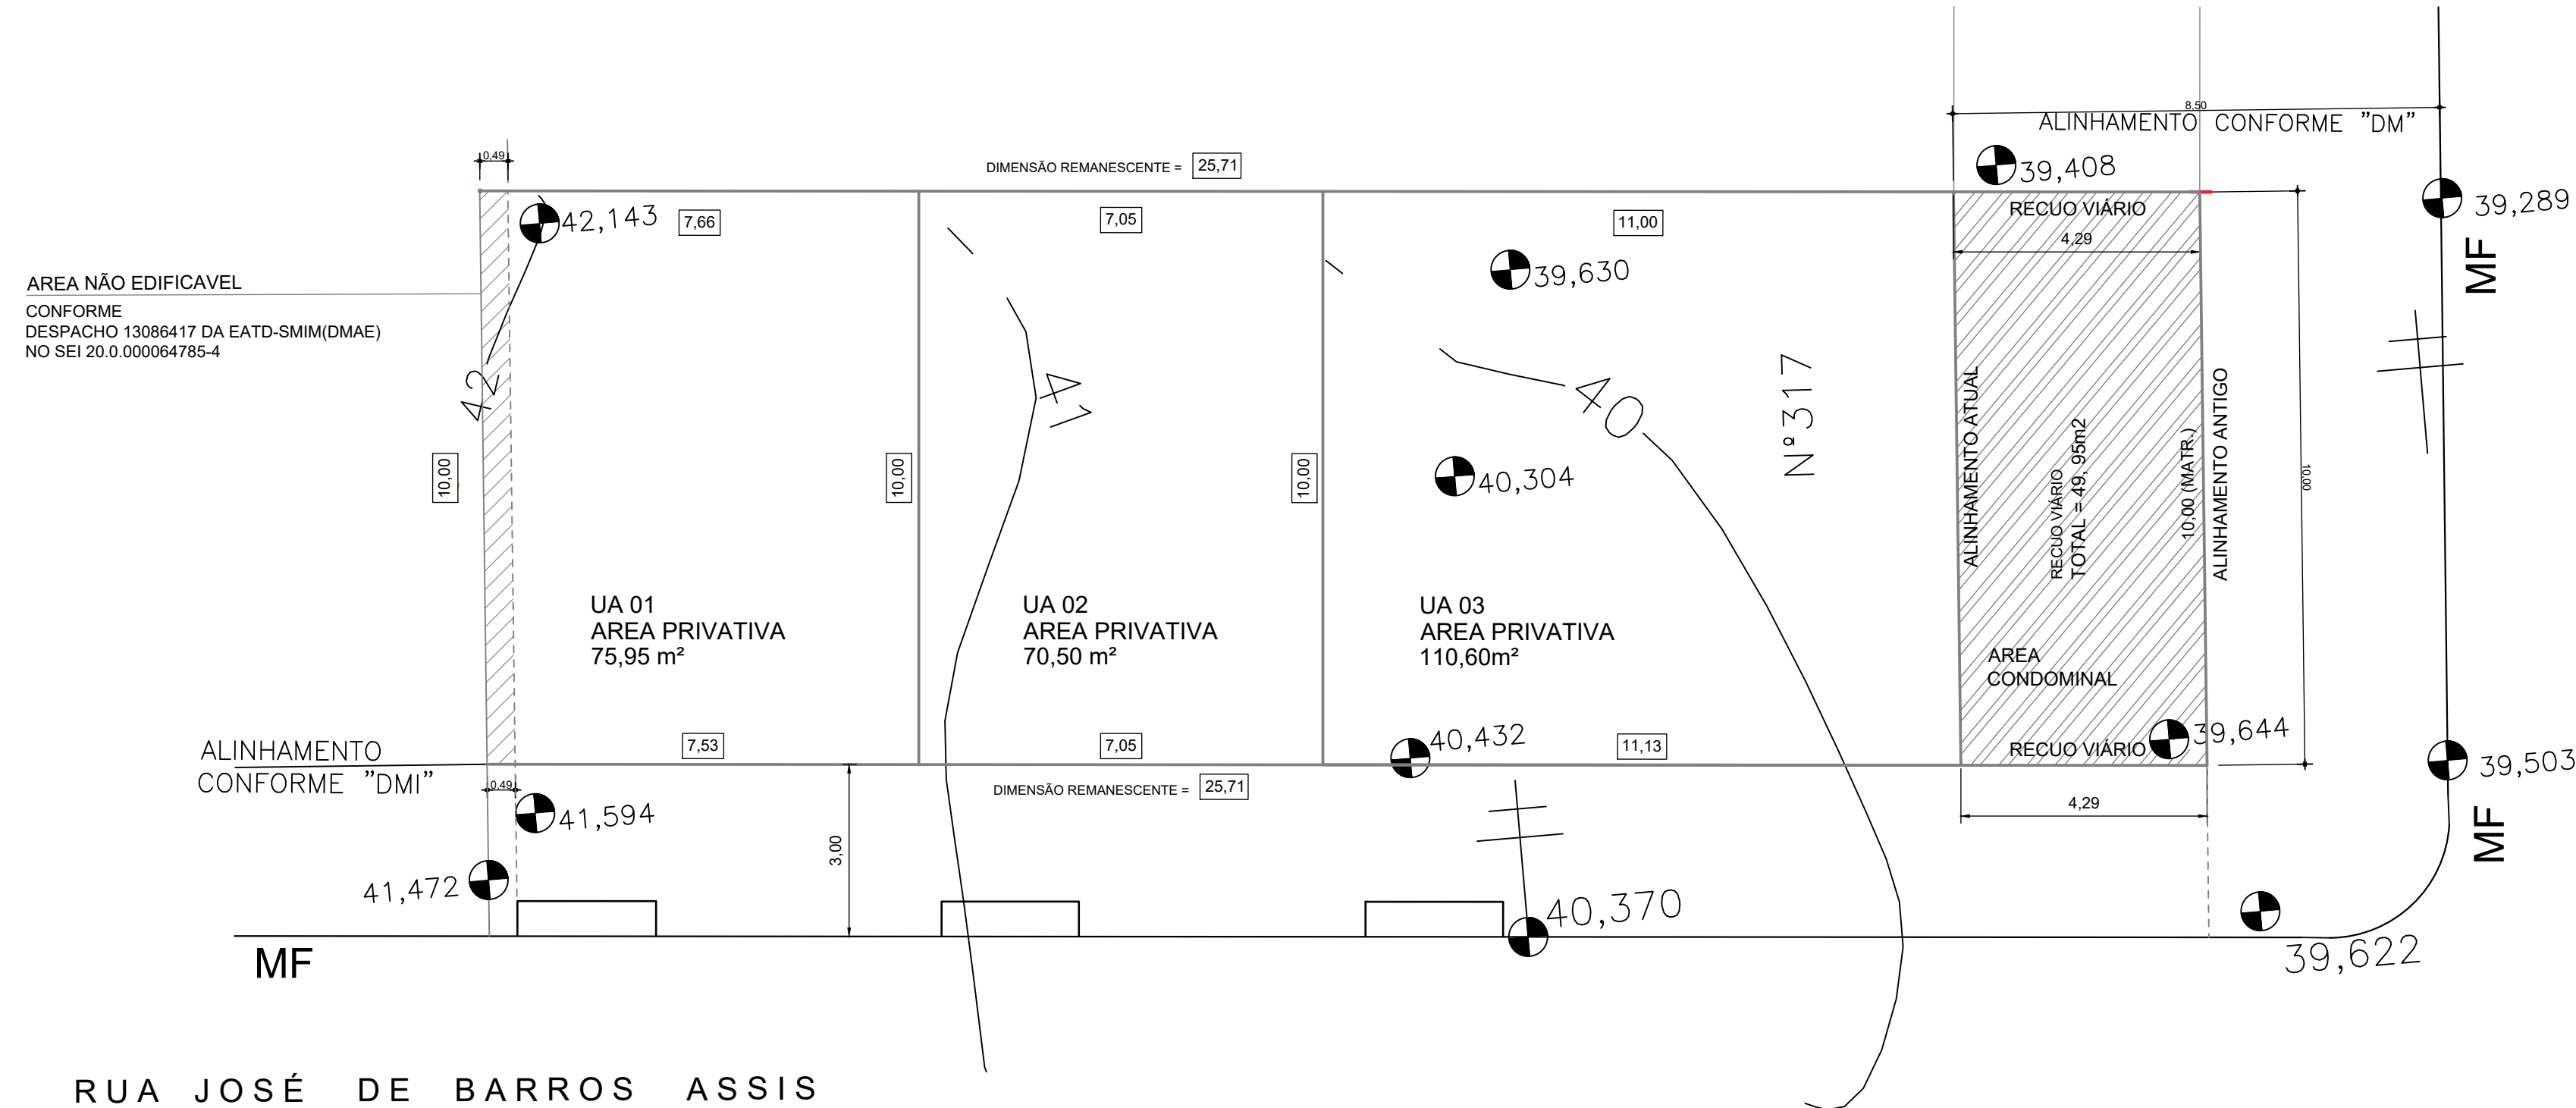 8,50
ALINHAMENTO CONFORME ”DM”
0,49
DIMENSÃO REMANESCENTE = 25,71
39,408
39,289
42,143
7,66
7,05
11,00
RECUO VIÁRIO
4,29
MF
39,630
AREA NÃO EDIFICAVEL
CONFORME
DESPACHO 13086417 DA EATD-SMIM(DMAE)
NO SEI 20.0.000064785-4
42
41
40
Nº317
10,00
10,00
10,00
40,304
ALINHAMENTO ATUAL
RECUO VIÁRIO
TOTAL = 49, 95m2
10,00 (MATR.)
ALINHAMENTO ANTIGO
10,00
UA 01
AREA PRIVATIVA
75,95 m²
UA 02
AREA PRIVATIVA
70,50 m²
UA 03
AREA PRIVATIVA
110,60m²
AREA
CONDOMINAL
ALINHAMENTO
CONFORME ”DMI”
7,53
7,05
40,432
11,13
RECUO VIÁRIO
39,644
39,503
0,49
DIMENSÃO REMANESCENTE = 25,71
4,29
41,594
3,00
MF
41,472
40,370
39,622
MF
RUA JOSÉ DE BARROS ASSIS